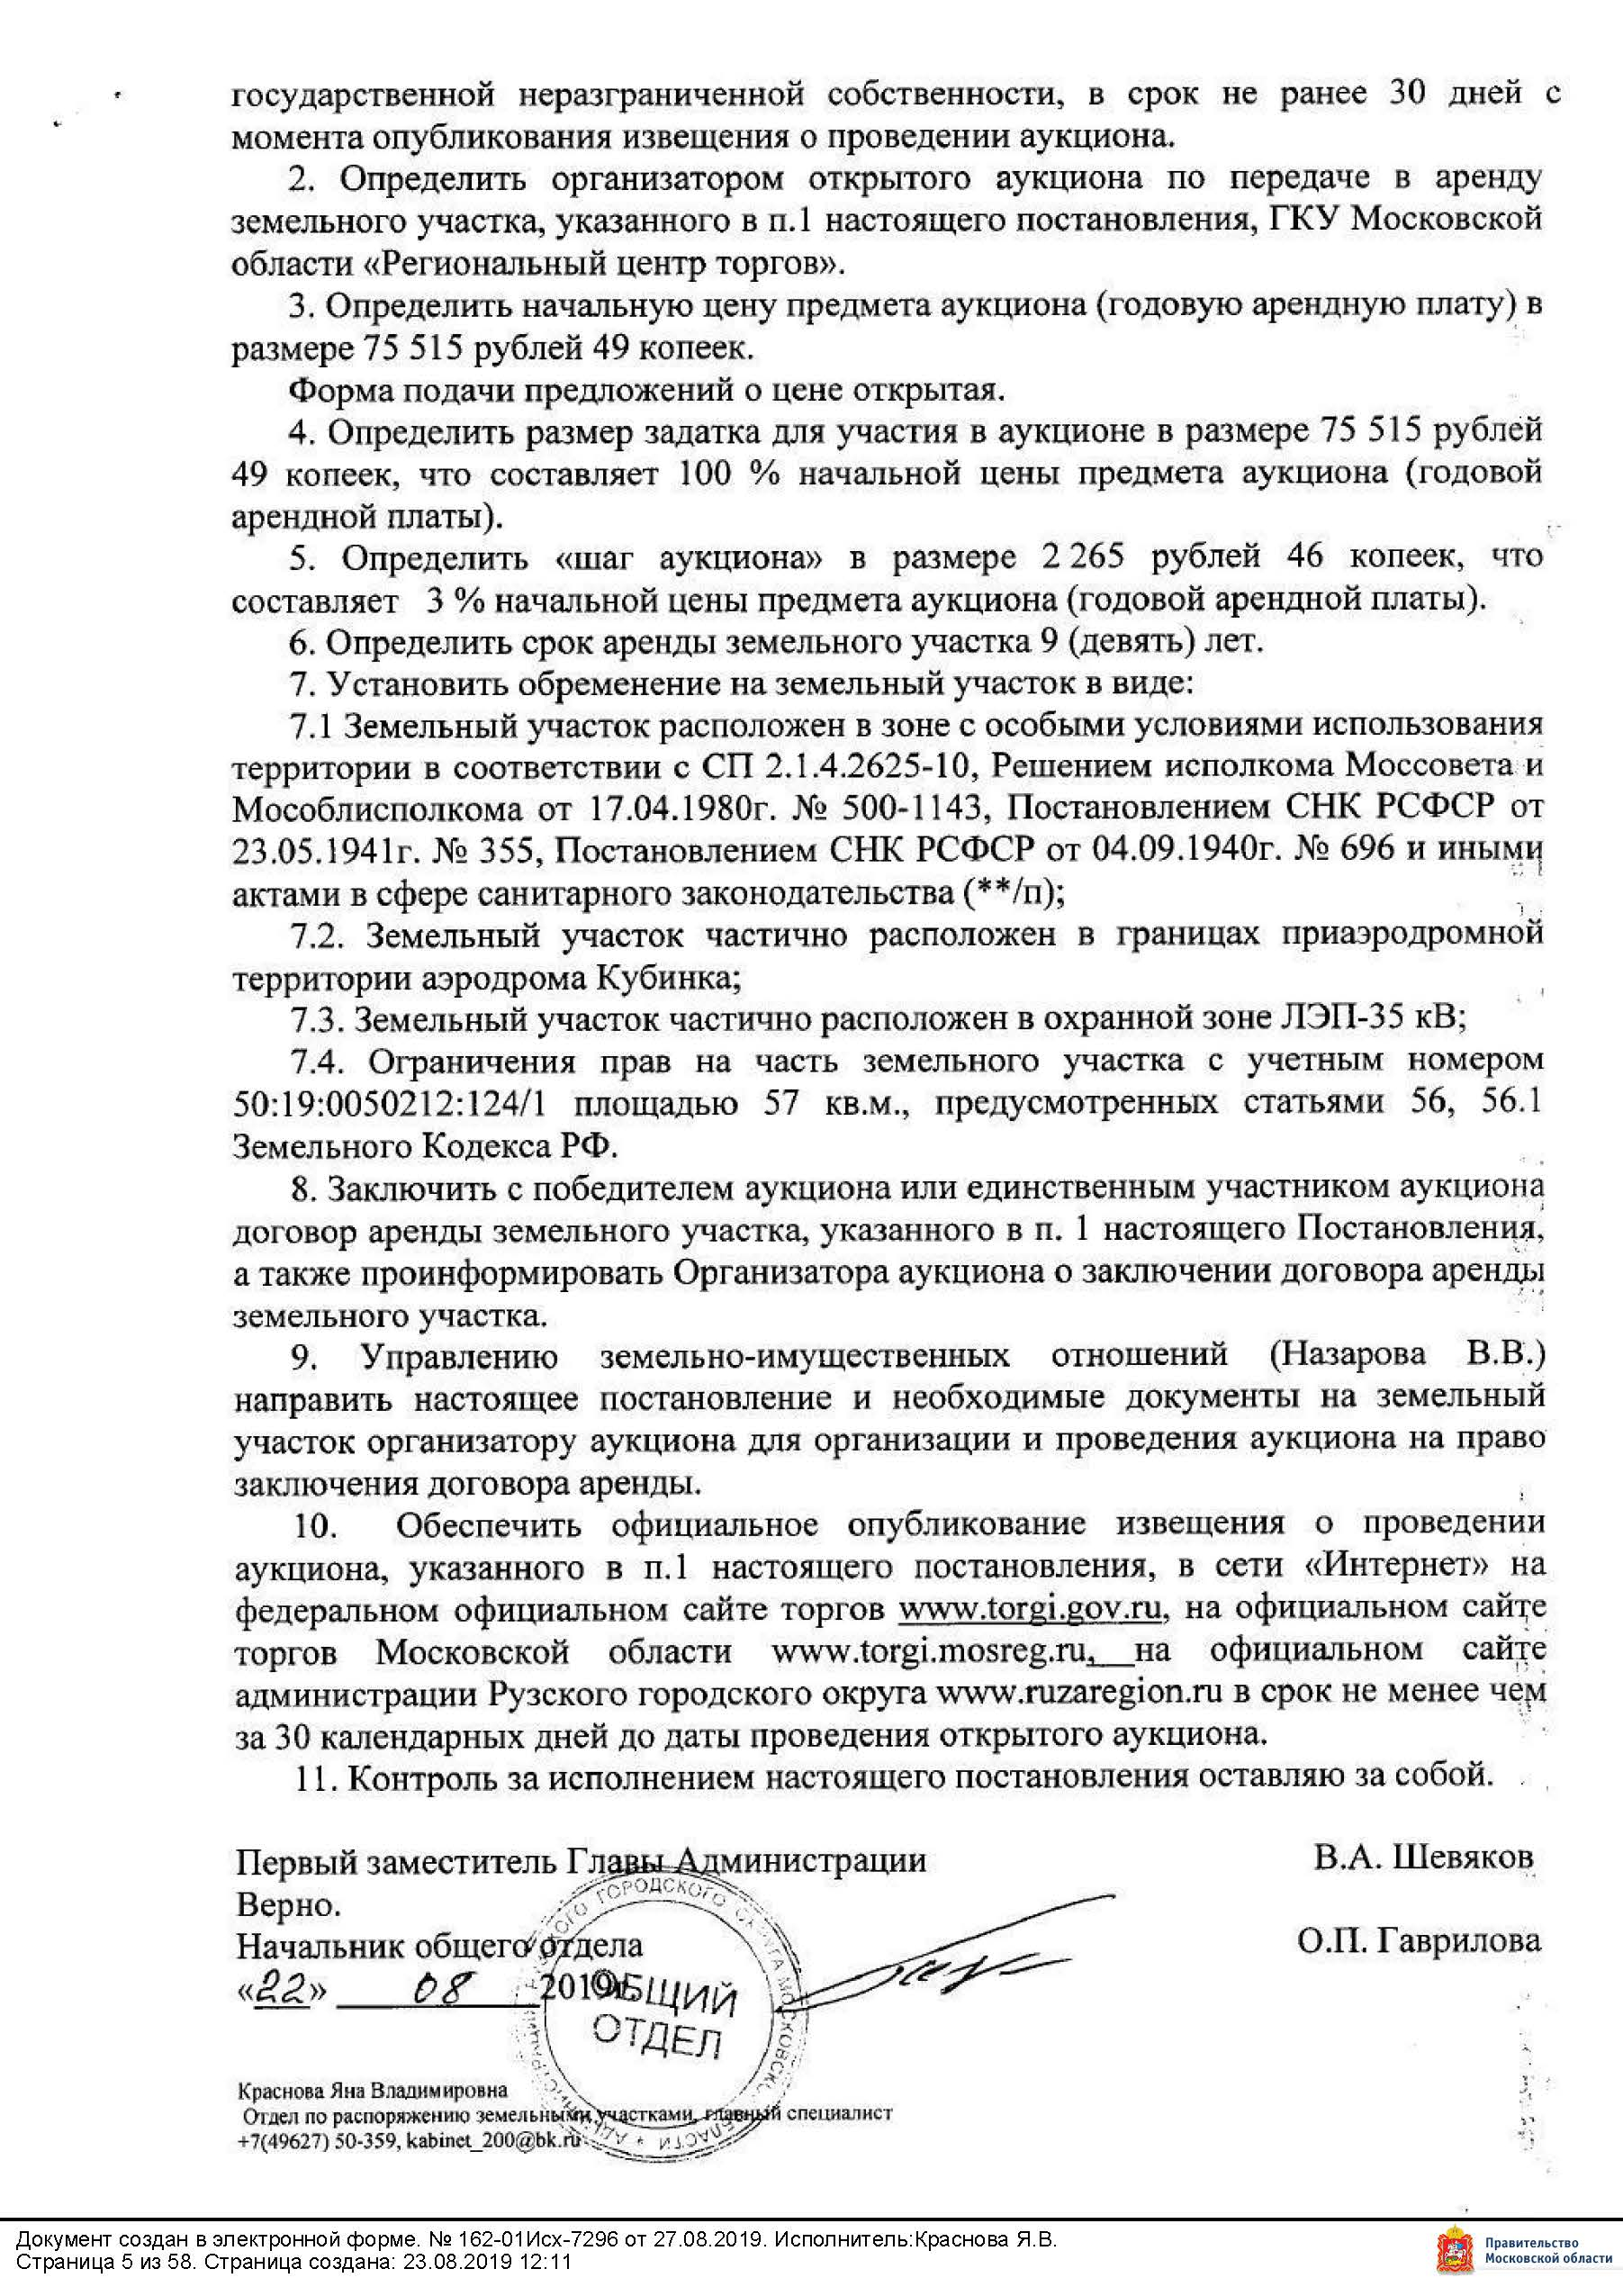 государственной неразграниченной собственности, в срок не ранее 30 дней с
момента опубликования извещения о проведении аукциона.
2. Определить организатором открытого аукциона по передаче в аренду
земельного участка, указанного в п.1 настоящего постановления, ГКУ Московской
области «Региональный центр торгов».
3. Определить начальную цену предмета аукциона (годовую арендную плату) в
размере 75 515 рублей 49 копеек.
Форма подачи предложений о цене открытая.
4. Определить размер задатка для участия в аукционе в размере 75 515 рублей
49 копеек, что составляет 100 % начальной цены предмета аукциона (годовой
арендной платы).
5. Определить «шаг аукциона» в размере 2 265 рублей 46 копеек, что
составляет 3 % начальной цены предмета аукциона (годовой арендной платы).
6. Определить срок аренды земельного участка 9 (девять) лет.
7. Установить обременение на земельный участок в виде:
7.1 Земельный участок расположен в зоне с особыми условиями использования
территории в соответствии с СП 2.1.4.2625-10, Решением исполкома Моссовета и
Мособлисполкома от 17.04.1980г. № 500-1143, Постановлением СНК РСФСР от
23.05.1941г. № 355, Постановлением СНК РСФСР от 04.09.1940г. № 696 и иными
актами в сфере санитарного законодательства (**/п);
7.2. Земельный участок частично расположен в границах приаэродромной
территории аэродрома Кубинка;
7.3. Земельный участок частично расположен в охранной зоне ЛЭП-35 кВ;
7.4. Ограничения прав на часть земельного участка с учетным номером
50:19:0050212:124/1 площадью 57 кв.м., предусмотренных статьями 56, 56.1
Земельного Кодекса РФ.
8. Заключить с победителем аукциона или единственным участником аукциона
договор аренды земельного участка, указанного в п. 1 настоящего Постановления,
а также проинформировать Организатора аукциона о заключении договора аренды
земельного участка.
9. Управлению земельно-имущественных отношений (Назарова В.В.)
направить настоящее постановление и необходимые документы на земельный
участок организатору аукциона для организации и проведения аукциона на право
заключения договора аренды.
10. Обеспечить официальное опубликование извещения о проведении
аукциона, указанного в п.1 настоящего постановления, в сети «Интернет» на
федеральном официальном сайте торгов www.torgi.gov.ru, на официальном сайте
торгов Московской области www.torgi.mosreg.ru, на официальном сайте
администрации Рузского городского округа www.ruzaregion.ru в срок не менее чем
за 30 календарных дней до даты проведения открытого аукциона.
11. Контроль за исполнением настоящего постановления оставляю за собой.
Первый заместитель Главы Администрации В.А. Шевяков
Верно.
Начальник общего отдела О.П. Гаврилова
«22» 08 2019г.
ОБЩИЙ
ОТДЕЛ
АДМИНИСТРАЦИЯ РУЗСКОГО ГОРОДСКОГО ОКРУГА МОСКОВСКОЙ ОБЛАСТИ *
Краснова Яна Владимировна
Отдел по распоряжению земельными участками, главный специалист
+7(49627) 50-359, kabinet_200@bk.ru
Документ создан в электронной форме. № 162-01Исх-7296 от 27.08.2019. Исполнитель:Краснова Я.В.
Страница 5 из 58. Страница создана: 23.08.2019 12:11
Правительство
Московской области